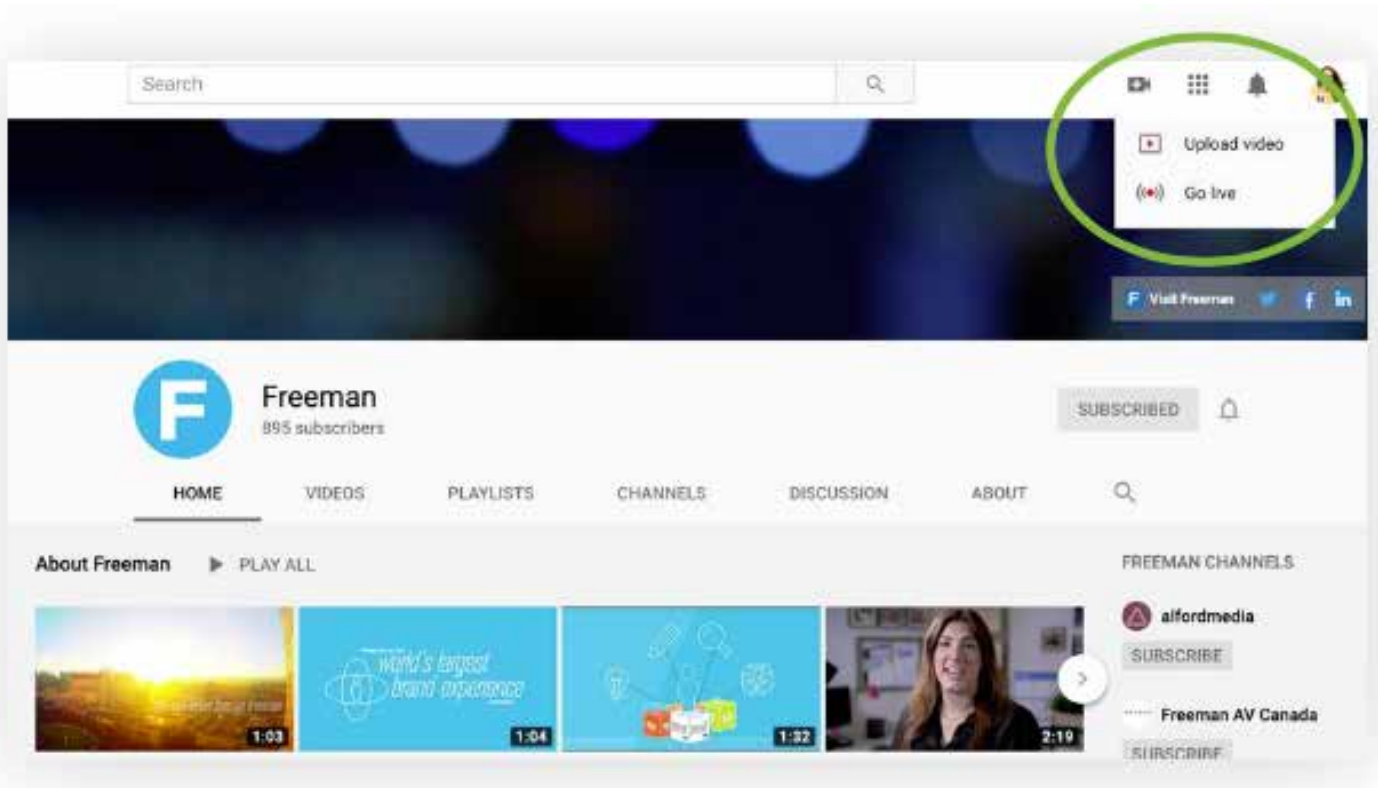 Search
Upload video
Go live
F Visit Freeman f in
F
Freeman
895 subscribers
SUBSCRIBED
HOME VIDEOS PLAYLISTS CHANNELS DISCUSSION ABOUT
About Freeman PLAY ALL
FREEMAN CHANNELS
world's largest
brand experience
1:03 1:04 1:32 2:19
alfordmedia
SUBSCRIBE
Freeman AV Canada
SUBSCRIBE